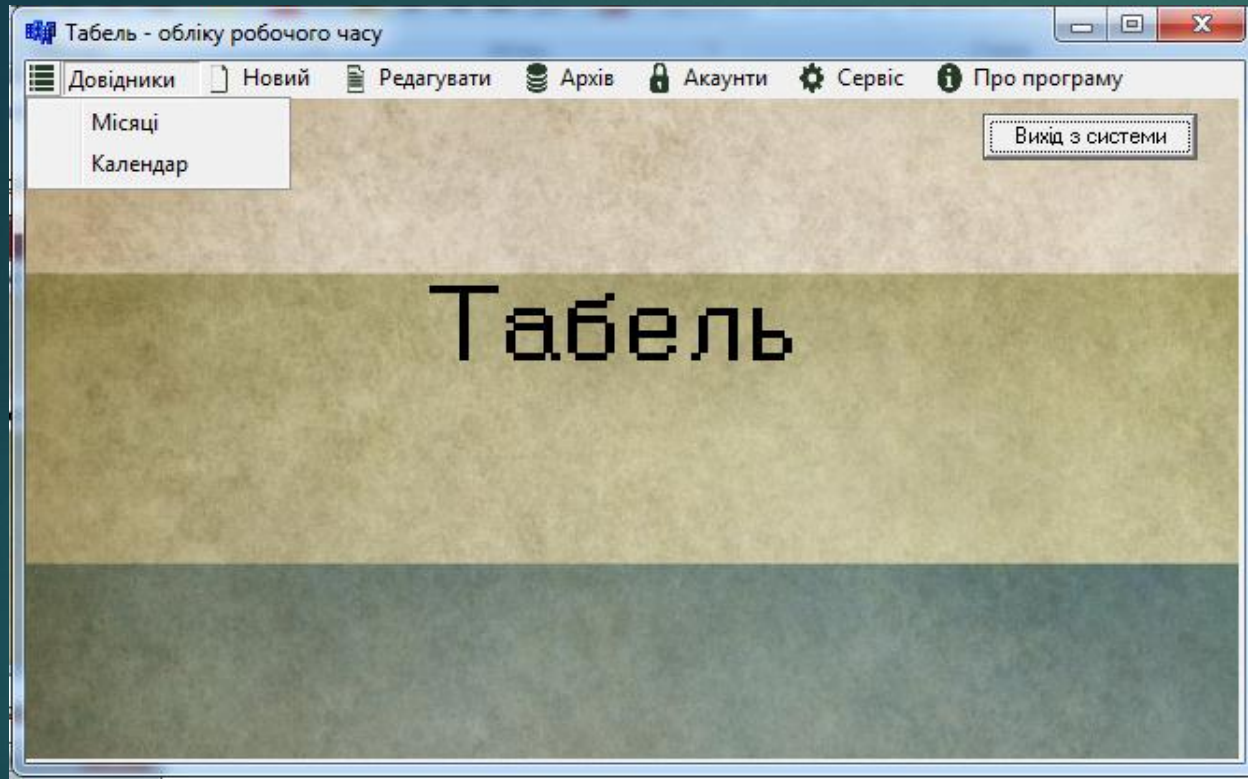 Табель - обліку робочого часу
Довідники Новий Редагувати Архів Акаунти Сервіс Про програму
Місяці
Вихід з системи
Календар
Табель